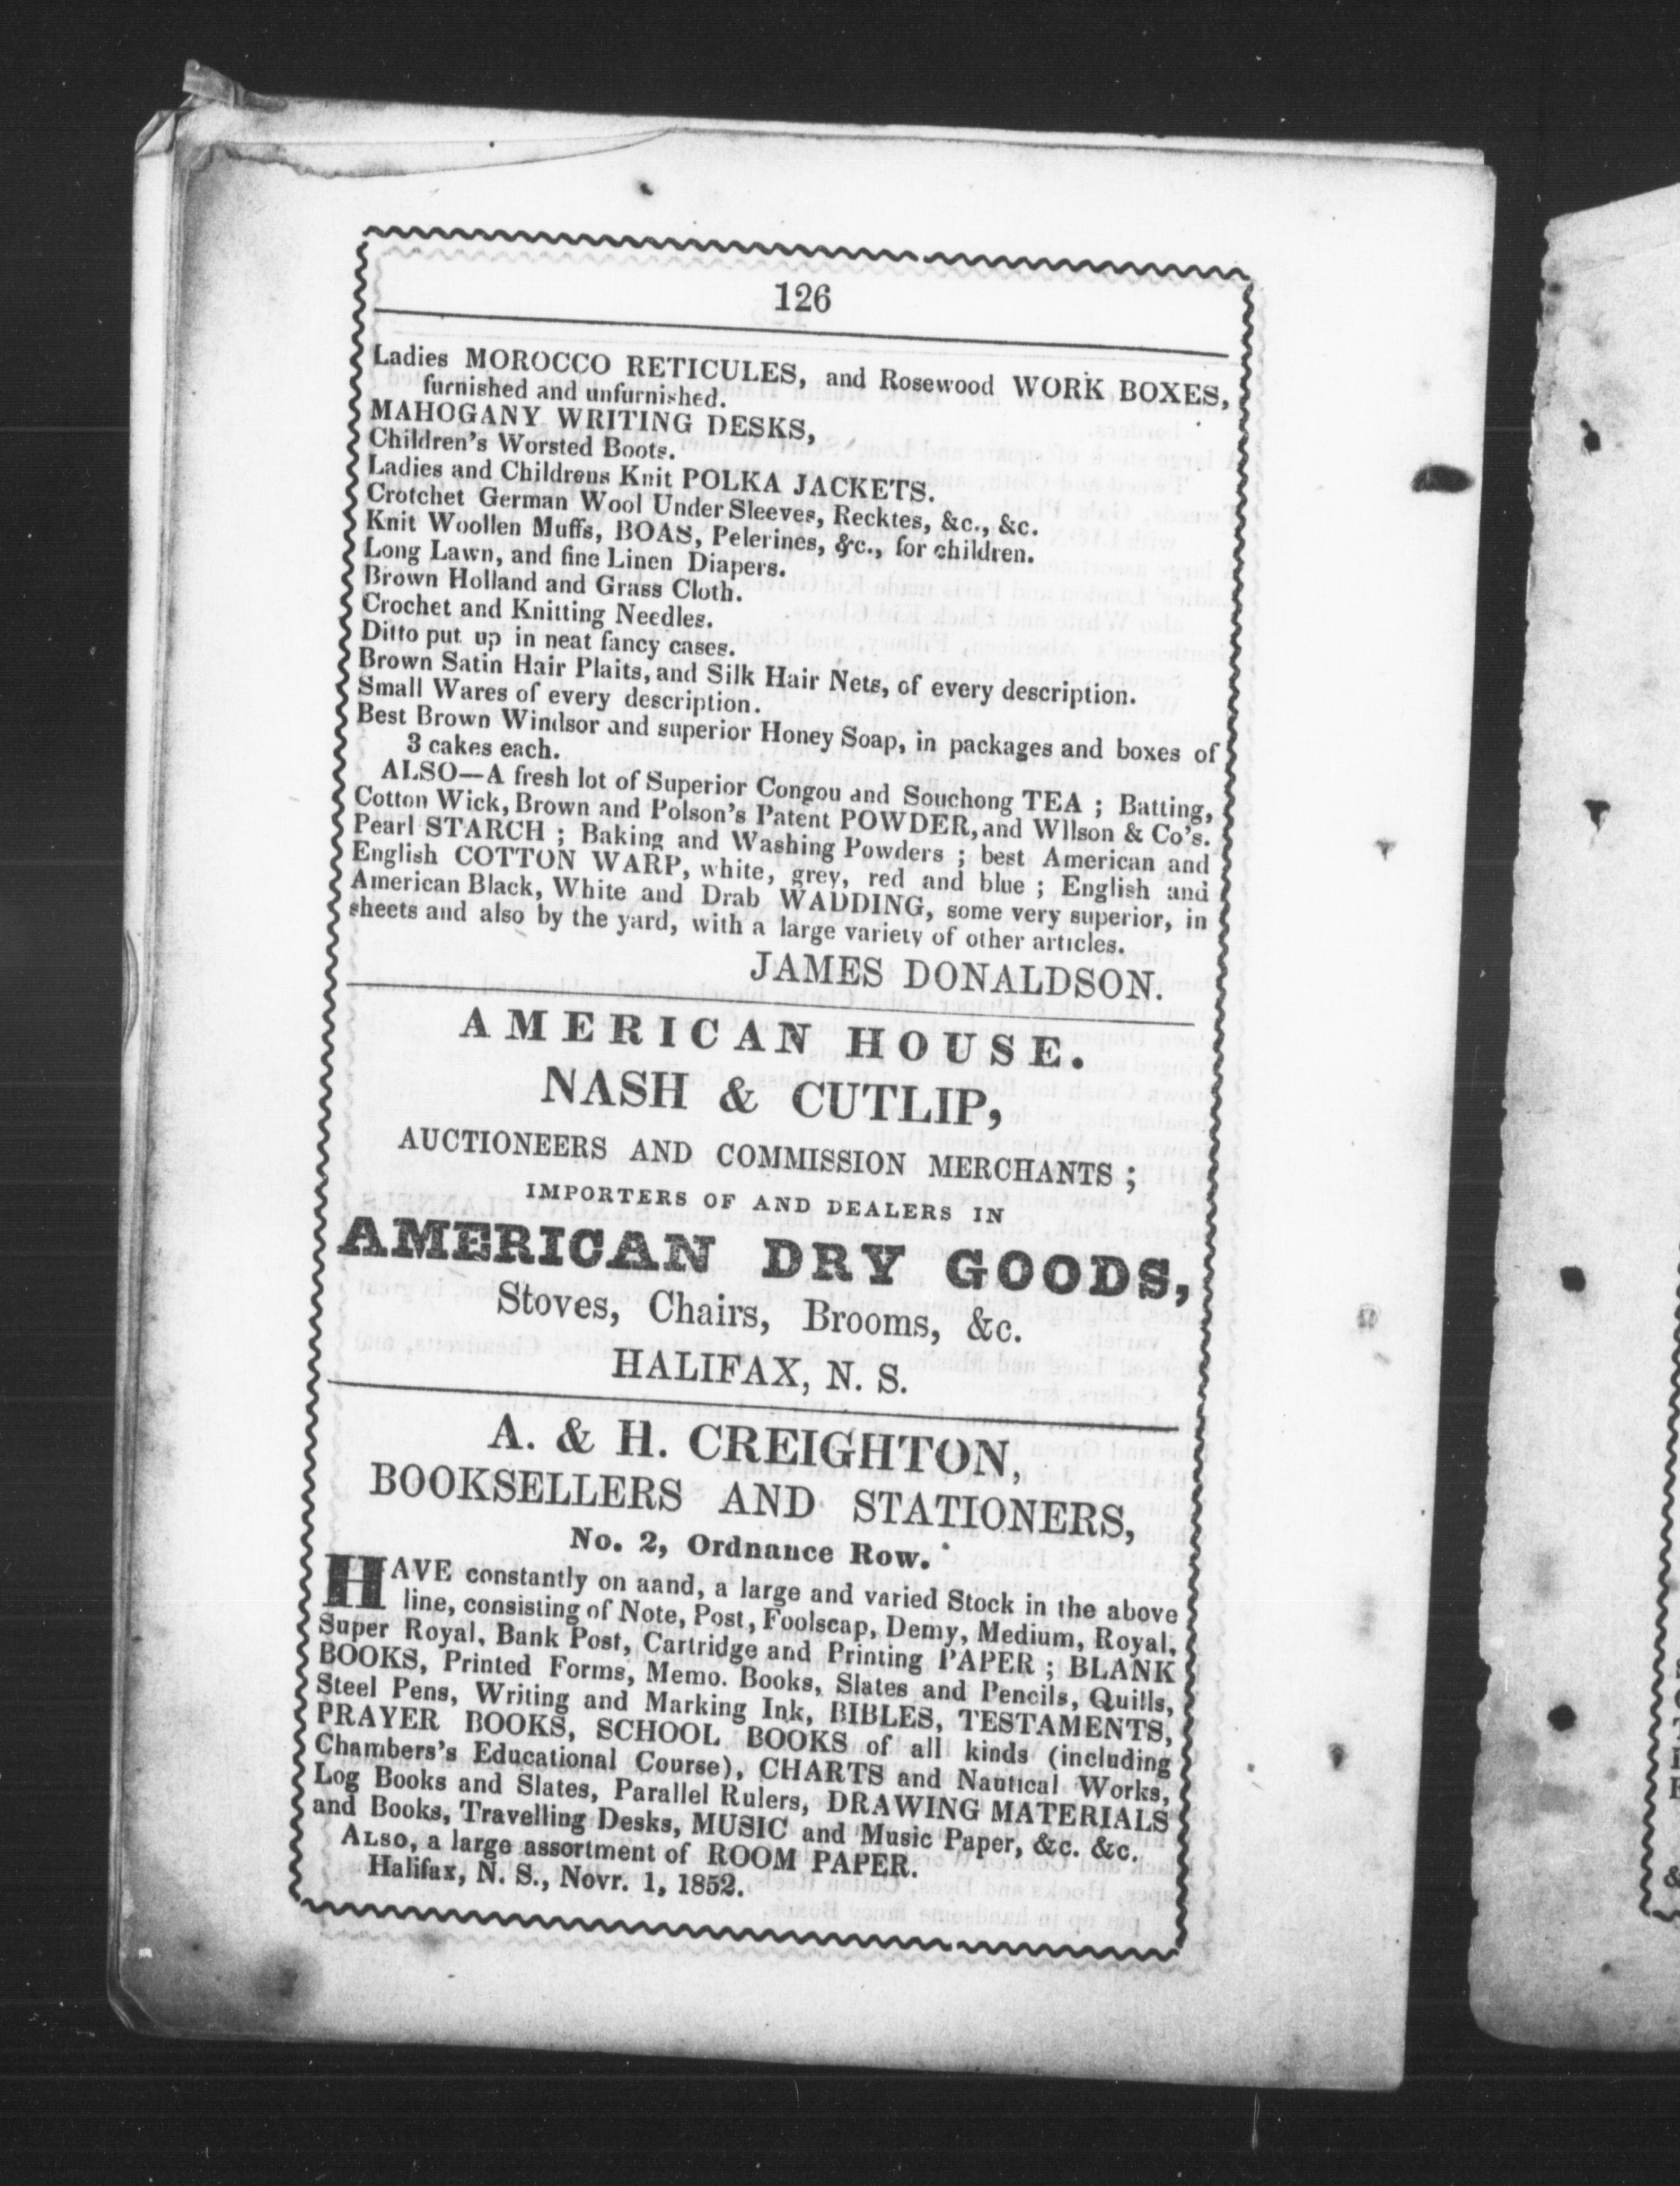 126
Ladies MOROCCO RETICULES, and Rosewood WORK BOXES,
furnished and unfurnished.
MAHOGANY WRITING DESKS,
Children's Worsted Boots.
Ladies and Childrens Knit POLKA JACKETS.
Crotchet German Wool Under Sleeves, Recktes, &c., &c.
Knit Woollen Muffs, BOAS, Pelerines, &c., for children.
Long Lawn, and fine Linen Diapers.
Brown Holland and Grass Cloth.
Crochet and Knitting Needles.
Ditto put up in neat fancy cases.
Brown Satin Hair Plaits, and Silk Hair Nets, of every description.
Small Wares of every description.
Best Brown Windsor and superior Honey Soap, in packages and boxes of
3 cakes each.
ALSO—A fresh lot of Superior Congou and Souchong TEA ; Batting,
Cotton Wick, Brown and Polson's Patent POWDER, and Wllson & Co's.
Pearl STARCH ; Baking and Washing Powders ; best American and
English COTTON WARP, white, grey, red and blue ; English and
American Black, White and Drab WADDING, some very superior, in
sheets and also by the yard, with a large variety of other articles.
JAMES DONALDSON.
AMERICAN HOUSE.
NASH & CUTLIP,
AUCTIONEERS AND COMMISSION MERCHANTS ;
IMPORTERS OF AND DEALERS IN
AMERICAN DRY GOODS,
Stoves, Chairs, Brooms, &c.
HALIFAX, N. S.
A. & H. CREIGHTON,
BOOKSELLERS AND STATIONERS,
No. 2, Ordnance Row.
HAVE constantly on aand, a large and varied Stock in the above
line, consisting of Note, Post, Foolscap, Demy, Medium, Royal,
Super Royal, Bank Post, Cartridge and Printing PAPER ; BLANK
BOOKS, Printed Forms, Memo. Books, Slates and Pencils, Quills,
Steel Pens, Writing and Marking Ink, BIBLES, TESTAMENTS,
PRAYER BOOKS, SCHOOL BOOKS of all kinds (including
Chambers's Educational Course), CHARTS and Nautical Works,
Log Books and Slates, Parallel Rulers, DRAWING MATERIALS
and Books, Travelling Desks, MUSIC and Music Paper, &c. &c.
ALSO, a large assortment of ROOM PAPER.
Halifax, N. S., Novr. 1, 1852.